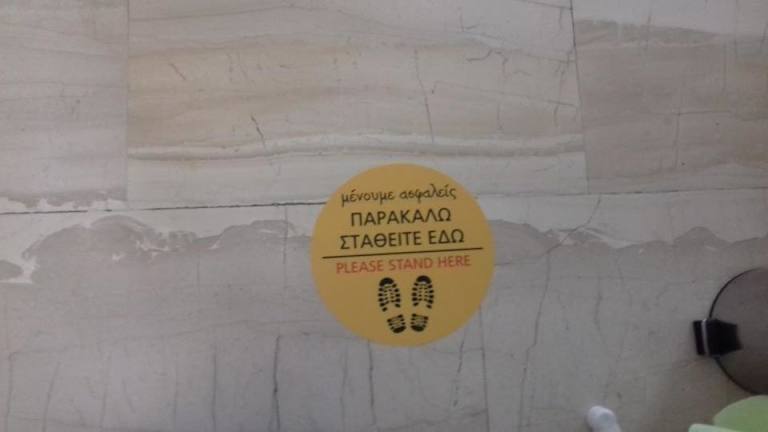 μένουμε ασφαλείς
ΠΑΡΑΚΑΛΩ
ΣΤΑΘΕΙΤΕ ΕΔΩ
PLEASE STAND HERE